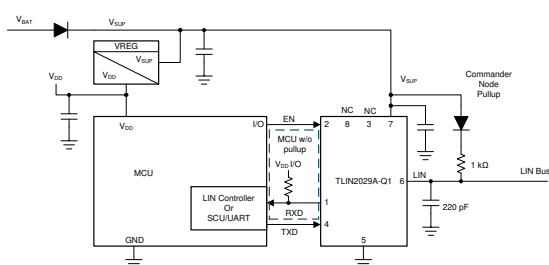 VBAT
VSUP
VREG
VSUP
VDD
VDD
VSUP
Commander
Node
Pullup
NC NC
I/O EN 2 8 3 7
VDD
MCU w/o
pullup
VDD I/O
MCU
TLIN2029A-Q1
1 kΩ
6 LIN
LIN Bus
LIN Controller
Or
SCU/UART
1
RXD
220 pF
4
TXD
GND
5